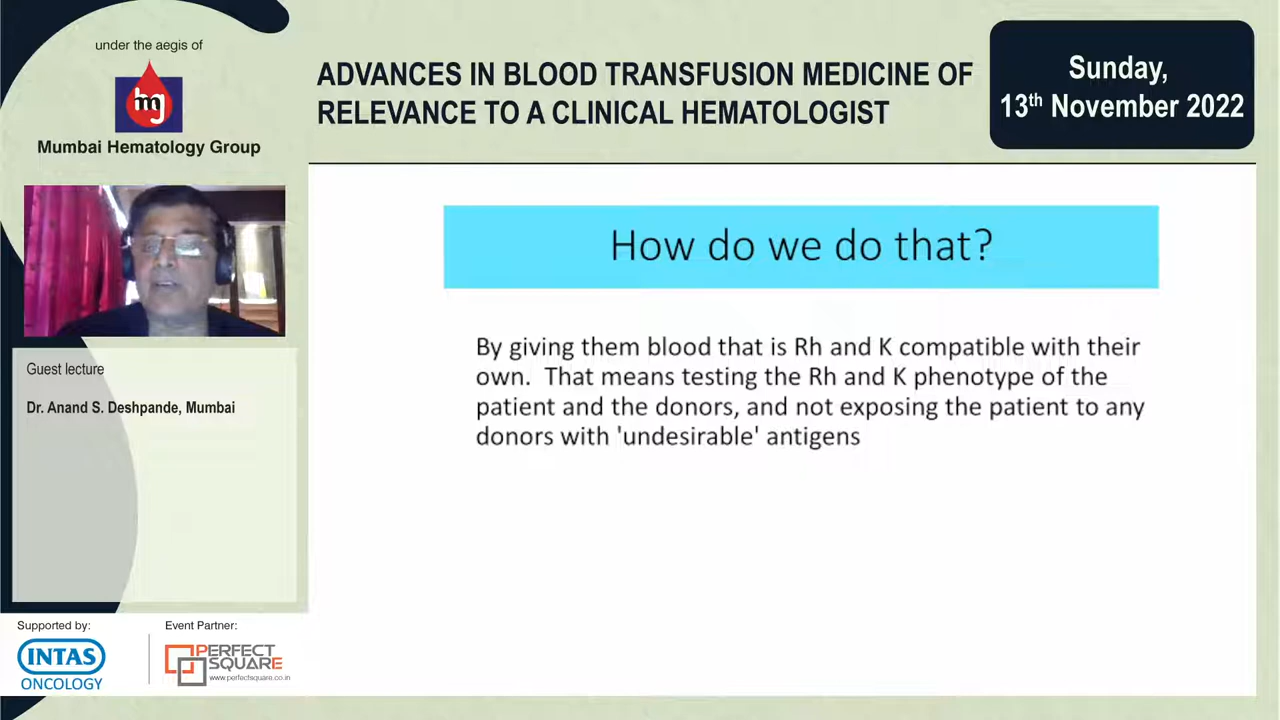 under the aegis of
mg
Mumbai Hematology Group
ADVANCES IN BLOOD TRANSFUSION MEDICINE OF
RELEVANCE TO A CLINICAL HEMATOLOGIST
Sunday,
13th November 2022
How do we do that?
By giving them blood that is Rh and K compatible with their
own. That means testing the Rh and K phenotype of the
patient and the donors, and not exposing the patient to any
donors with 'undesirable' antigens
Guest lecture
Dr. Anand S. Deshpande, Mumbai
Supported by:
INTAS
ONCOLOGY
Event Partner:
PERFECT
SQUARE
www.perfectsquare.co.in